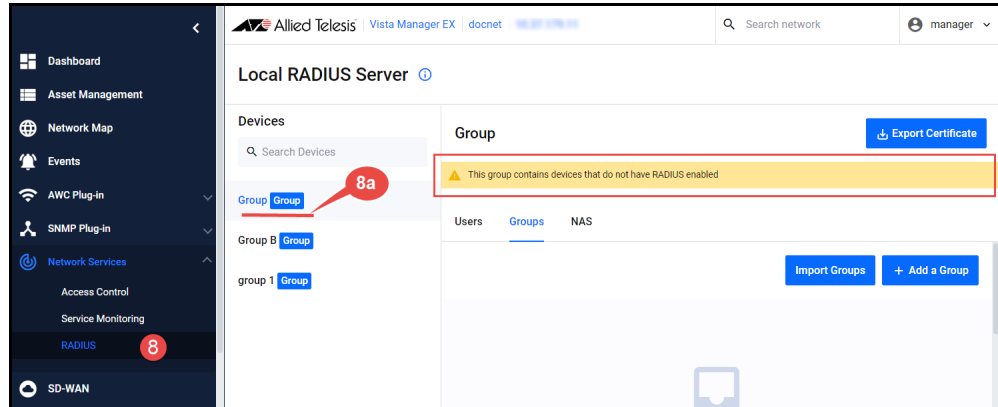 Allied Telesis Vista Manager EX docnet
Search network
manager
Dashboard
Asset Management
Network Map
Events
AWC Plug-in
SNMP Plug-in
Network Services
Access Control
Service Monitoring
RADIUS
8
SD-WAN
Local RADIUS Server
Devices
Search Devices
8a
Group Group
Group B Group
group 1 Group
Group
Export Certificate
This group contains devices that do not have RADIUS enabled
Users Groups NAS
Import Groups + Add a Group